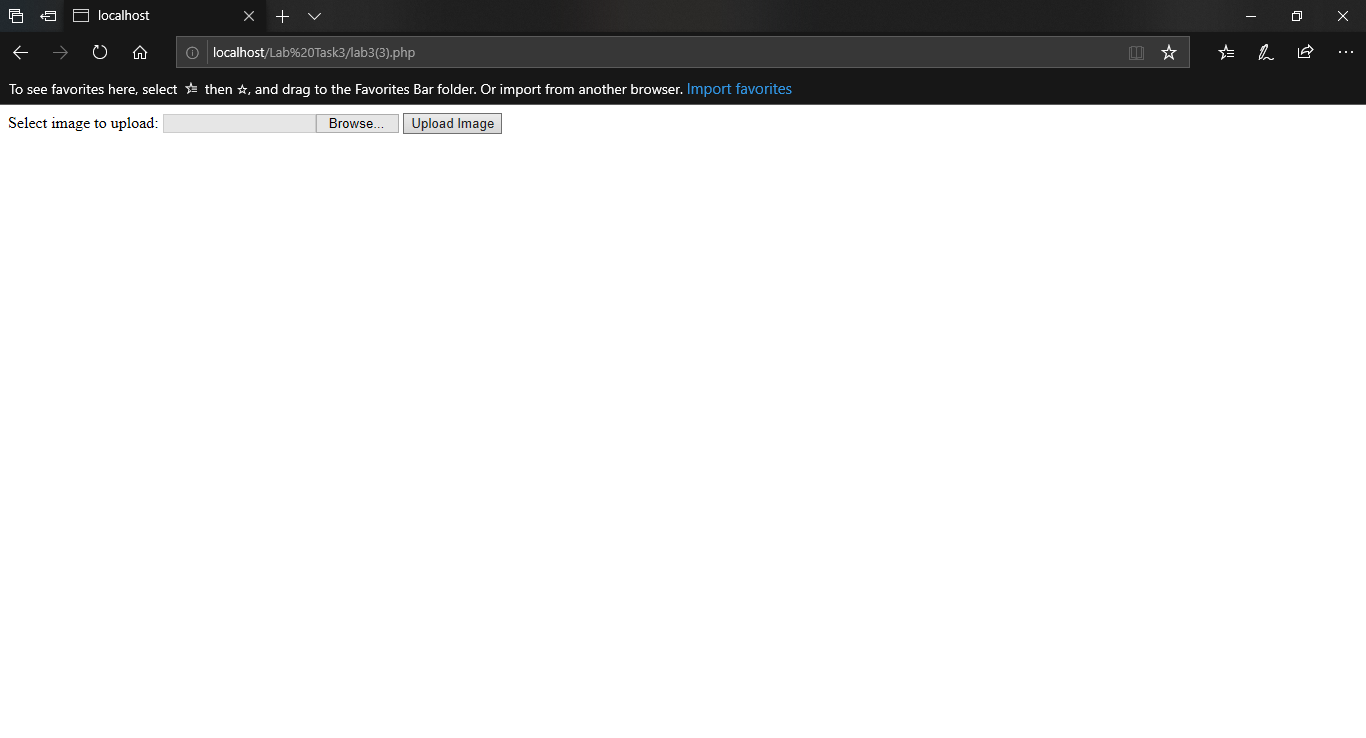 localhost
localhost/Lab%20Task3/lab3(3).php
To see favorites here, select then , and drag to the Favorites Bar folder. Or import from another browser. Import favorites
Select image to upload: Browse... Upload Image